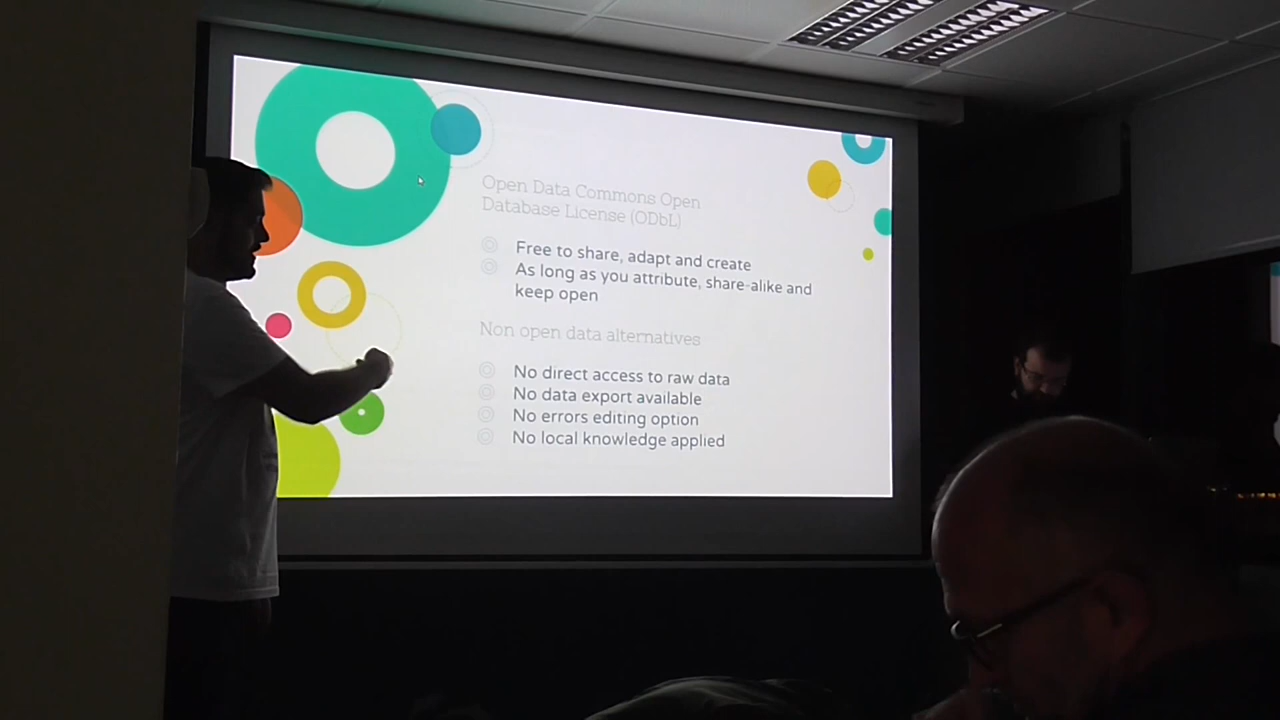 Open Data Commons Open
Database License (ODbL)
Free to share, adapt and create
As long as you attribute, share-alike and
keep open
Non open data alternatives
No direct access to raw data
No data export available
No errors editing option
No local knowledge applied